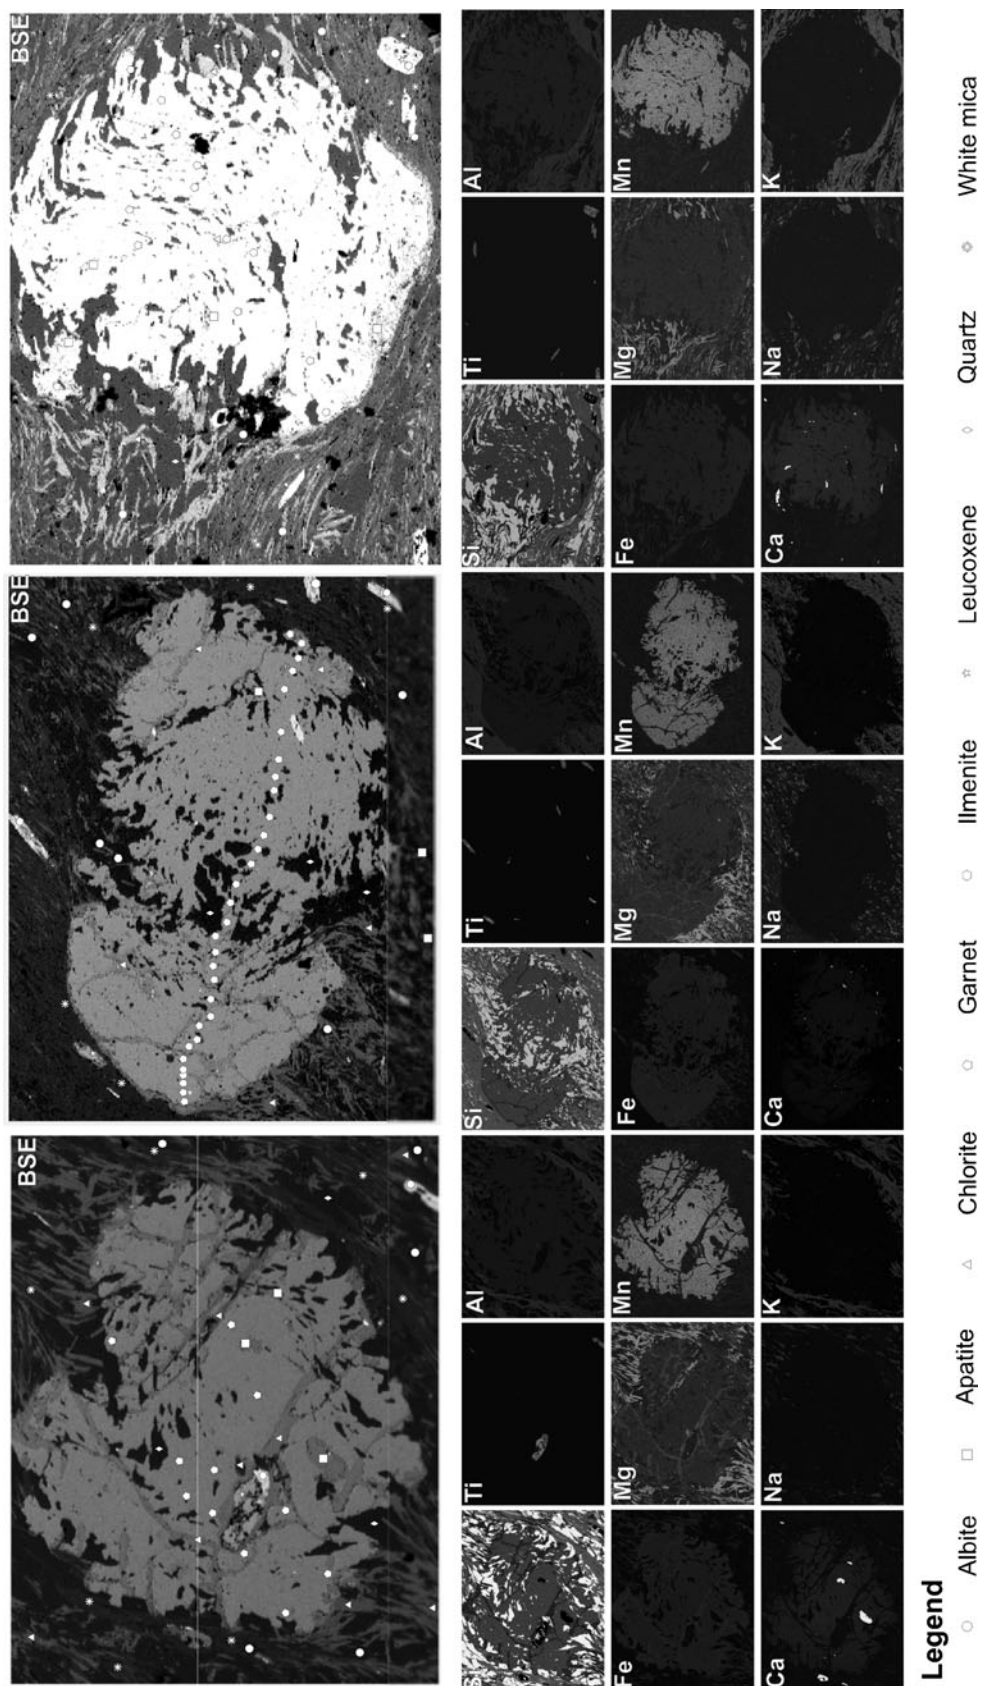 BSE BSE BSE
Si Ti Al Si Ti Al Si Ti Al
Fe Mg Mn Fe Mg Mn Fe Mg Mn
Ca Na K Ca Na K Ca Na K
Legend
Albite Apatite Chlorite Garnet Ilmenite Leucoxene Quartz White mica